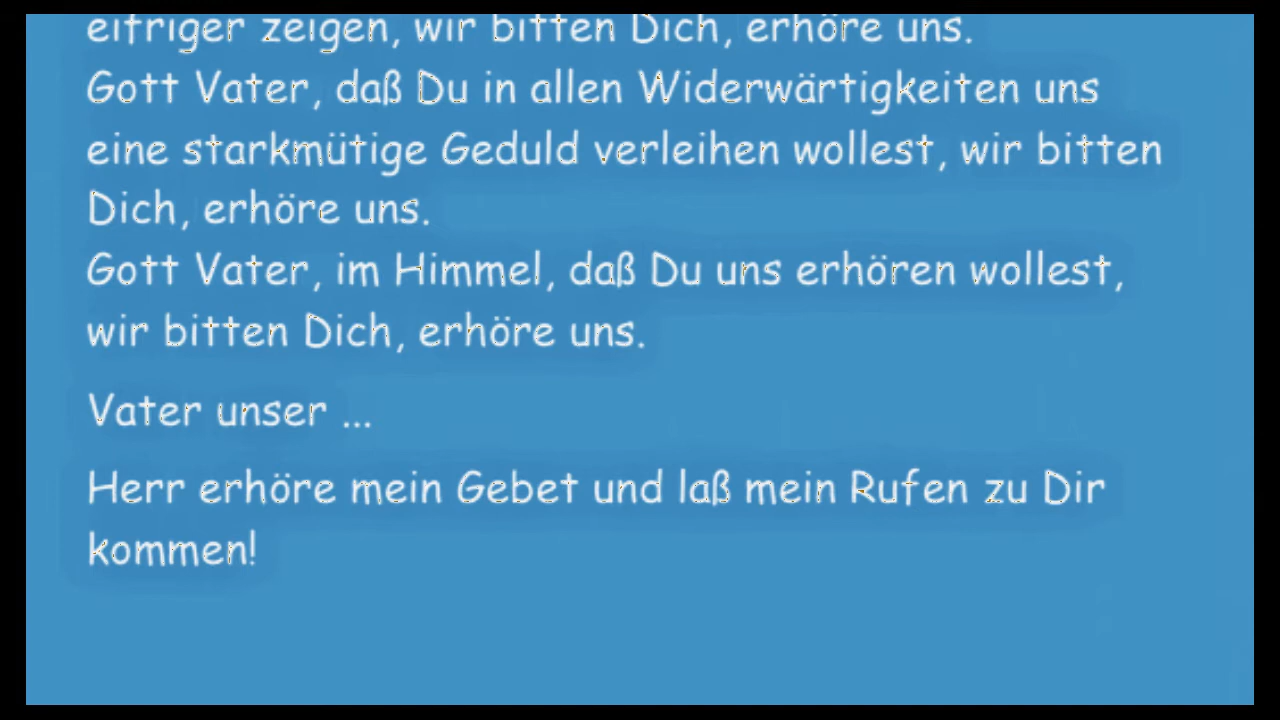 eifriger zeigen, wir bitten Dich, erhöre uns.
Gott Vater, daß Du in allen Widerwärtigkeiten uns
eine starkmütige Geduld verleihen wollest, wir bitten
Dich, erhöre uns.
Gott Vater, im Himmel, daß Du uns erhören wollest,
wir bitten Dich, erhöre uns.
Vater unser ...
Herr erhöre mein Gebet und laß mein Rufen zu Dir
kommen!